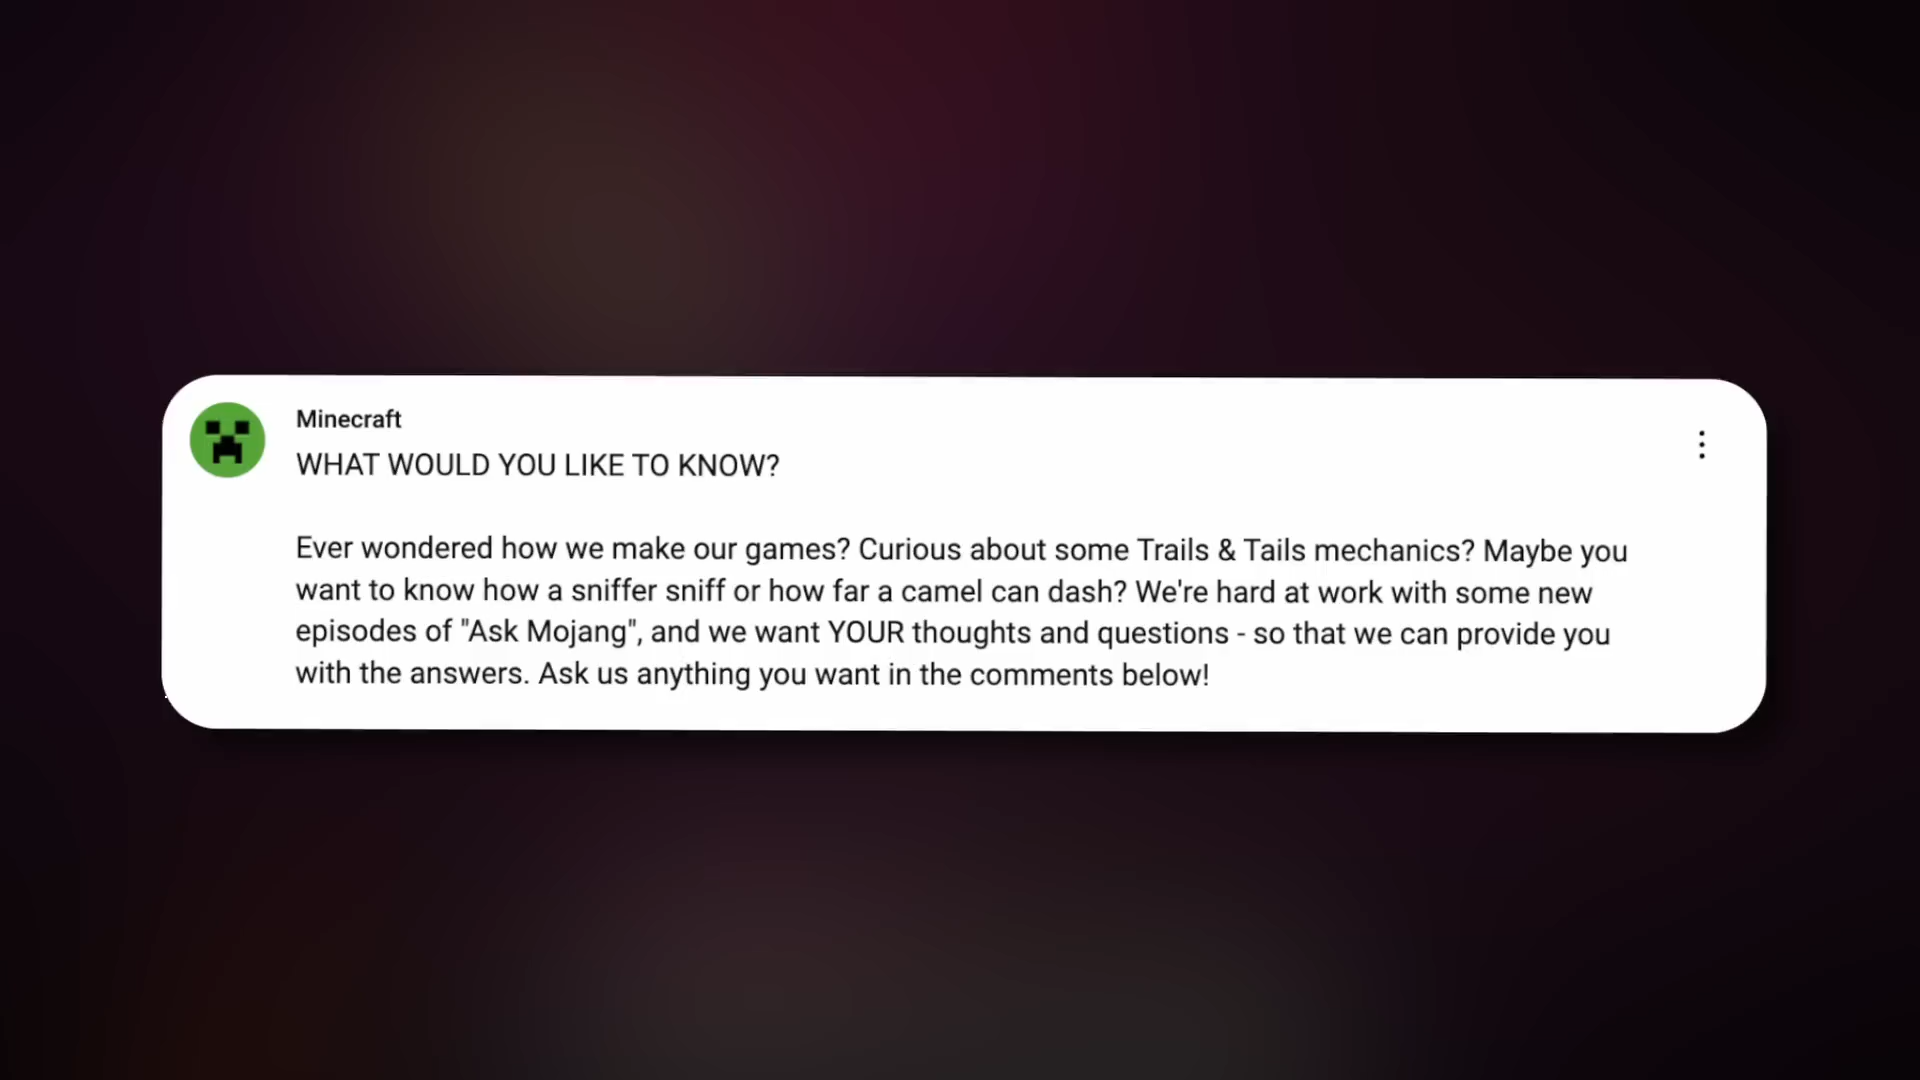 Minecraft
WHAT WOULD YOU LIKE TO KNOW?
Ever wondered how we make our games? Curious about some Trails & Tails mechanics? Maybe you
want to know how a sniffer sniff or how far a camel can dash? We're hard at work with some new
episodes of "Ask Mojang", and we want YOUR thoughts and questions - so that we can provide you
with the answers. Ask us anything you want in the comments below!